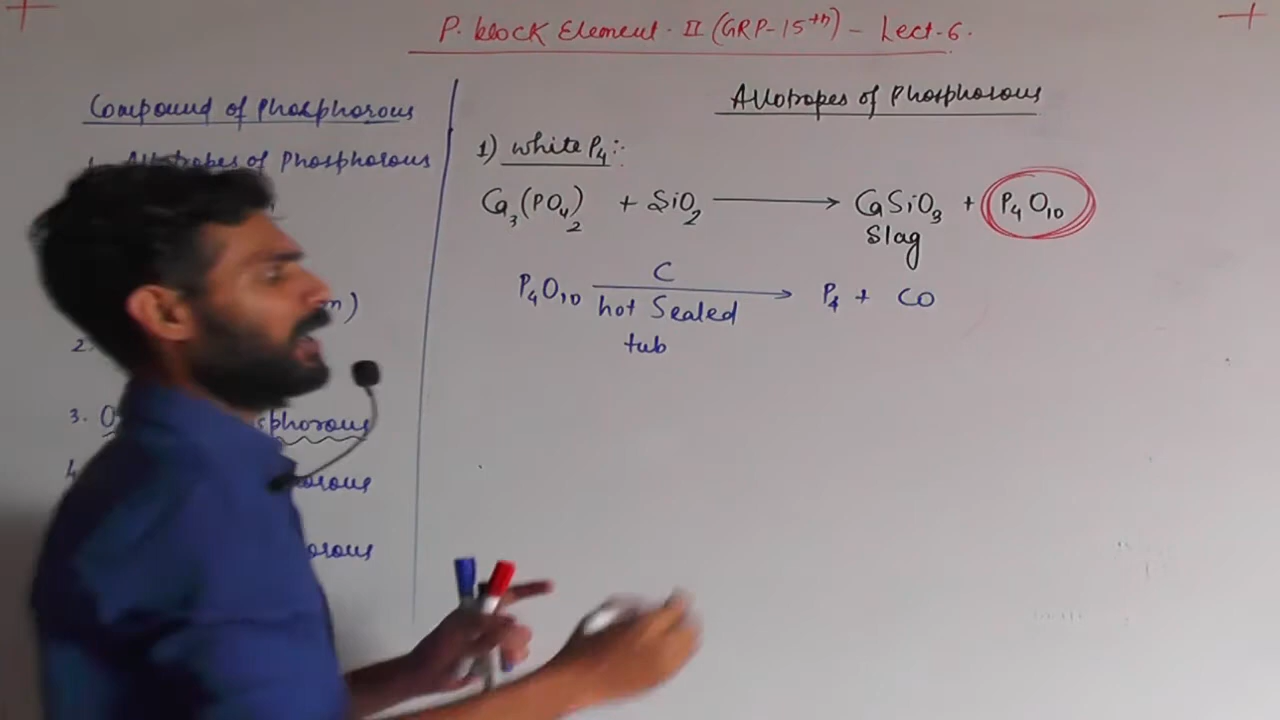 P. block Element - II (GRP-15th) - Lect-6.
Compound of Phosphorous
Allotropes of Phosphorous
2.
3. O
4.
Allotropes of Phosphorous
1) white P4:-
Ca3(PO4)2 + SiO2 ⟶ CaSiO3 + P4O10
Slag
P4O10 ⟶ P4 + CO
C
hot Sealed
tub